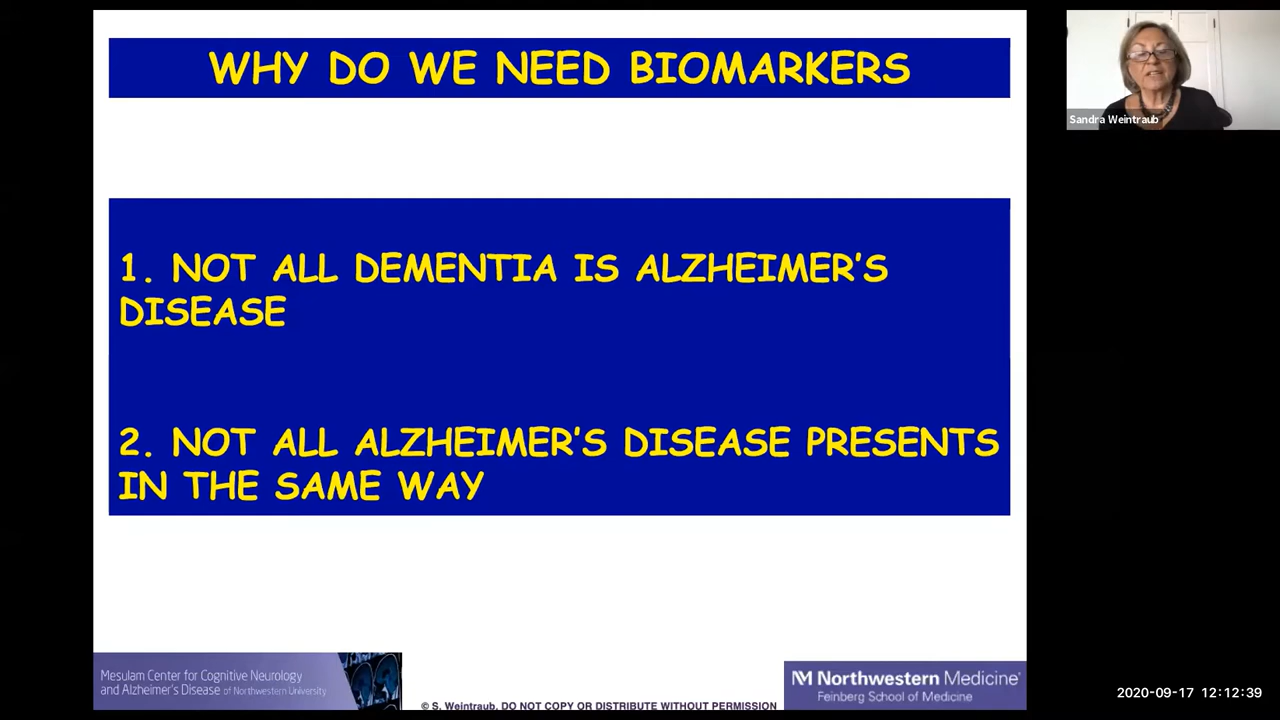 WHY DO WE NEED BIOMARKERS
Sandra Weintraub
1. NOT ALL DEMENTIA IS ALZHEIMER'S
DISEASE
2. NOT ALL ALZHEIMER'S DISEASE PRESENTS
IN THE SAME WAY
Mesulam Center for Cognitive Neurology
and Alzheimer's Disease of Northwestern University
© S. Weintraub, DO NOT COPY OR DISTRIBUTE WITHOUT PERMISSION
NM Northwestern Medicine®
Feinberg School of Medicine
2020-09-17 12:12:39